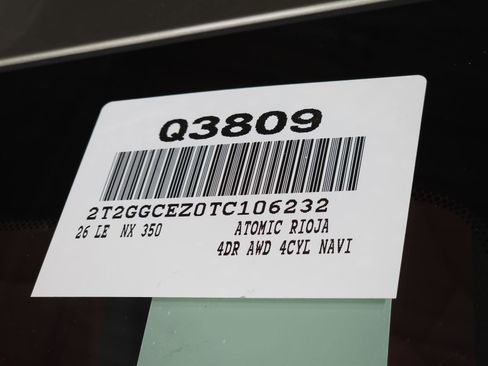 Q3809
2T2GGCEZ0TC106232
26 LE NX 350 ATOMIC RIOJA
4DR AWD 4CYL NAVI